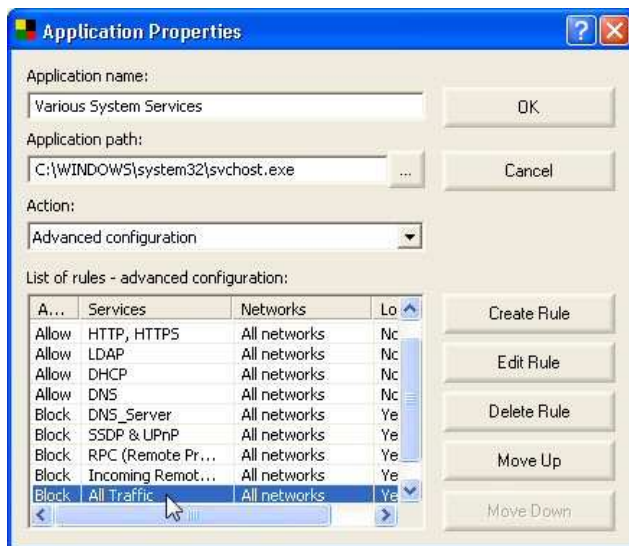 Application Properties
Application name:
Various System Services
OK
Application path:
C:\WINDOWS\system32\svchost.exe
...
Cancel
Action:
Advanced configuration
List of rules - advanced configuration:
A... Services Networks Lo
Allow HTTP, HTTPS All networks Nc
Allow LDAP All networks Nc
Allow DHCP All networks Nc
Allow DNS All networks Nc
Block DNS_Server All networks Ye
Block SSDP & UPnP All networks Ye
Block RPC (Remote Pr... All networks Ye
Block Incoming Remot... All networks Ye
Block All Traffic All networks Ye
Create Rule
Edit Rule
Delete Rule
Move Up
Move Down